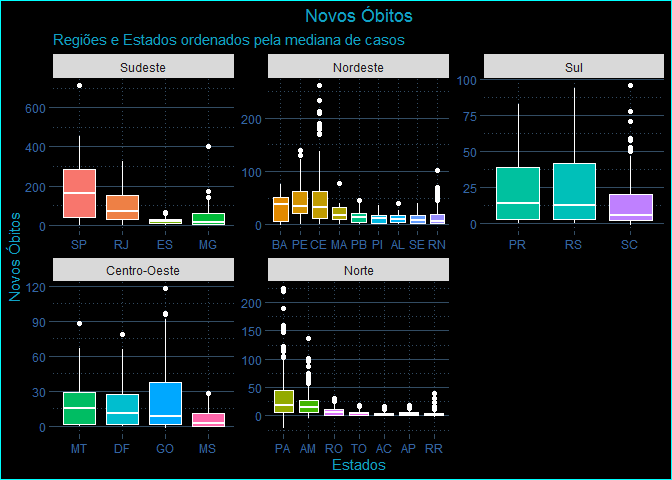 Novos Óbitos
Regiões e Estados ordenados pela mediana de casos
Sudeste
Nordeste
Sul
600
400
200
0
SP RJ ES MG
200
100
0
BA PE CE MA PB PI AL SE RN
100
75
50
25
0
PR RS SC
Novos Óbitos
Centro-Oeste
Norte
120
90
60
30
0
MT DF GO MS
200
150
100
50
0
PA AM RO TO AC AP RR
Estados